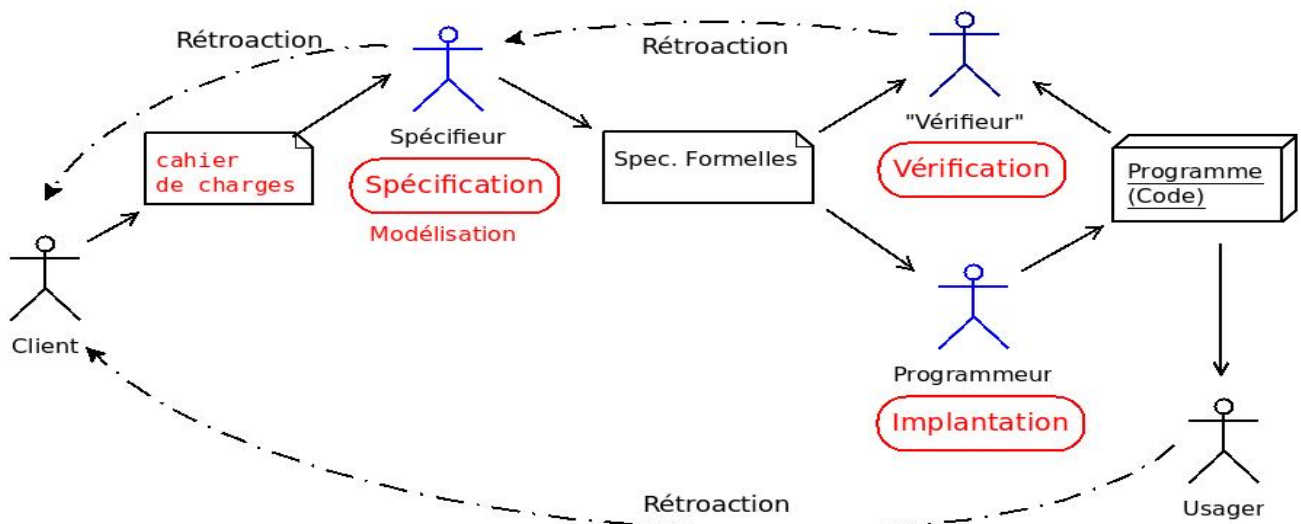 Rétroaction
Rétroaction
Spécifieur
"Vérifieur"
cahier
de charges
Spécification
Modélisation
Spec. Formelles
Vérification
Programme
(Code)
Client
Programmeur
Implantation
Rétroaction
Usager